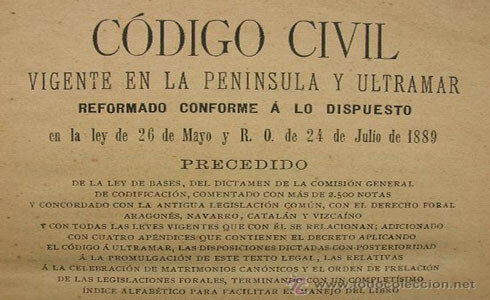 CÓDIGO CIVIL
VIGENTE EN LA PENINSULA Y ULTRAMAR
REFORMADO CONFORME Á LO DISPUESTO
en la ley de 26 de Mayo y R. O. de 24 de Julio de 1889
PRECEDIDO
DE LA LEY DE BASES, DEL DICTAMEN DE LA COMISIÓN GENERAL
DE CODIFICACIÓN, COMENTADO CON MÁS DE 2.500 NOTAS
Y CONCORDADO CON LA ANTIGUA LEGISLACIÓN COMÚN, CON EL DERECHO FORAL
ARAGONÉS, NAVARRO, CATALÁN Y VIZCAÍNO
Y CON TODAS LAS LEYES VIGENTES QUE CON ÉL SE RELACIONAN; ADICIONADO
CON CUATRO APÉNDICES QUE CONTIENEN EL DECRETO APLICANDO
EL CÓDIGO Á ULTRAMAR, LAS DISPOSICIONES DICTADAS CON POSTERIORIDAD
Á LA PROMULGACIÓN DE ESTE TEXTO LEGAL, LAS RELATIVAS
Á LA CELEBRACIÓN DE MATRIMONIOS CANÓNICOS Y EL ORDEN DE PRELACIÓN
DE LAS LEGISLACIONES FORALES, TERMINANDO CON UN COMPLETÍSIMO
ÍNDICE ALFABÉTICO PARA FACILITAR EL MANEJO DEL LIBRO
todocoleccion.net